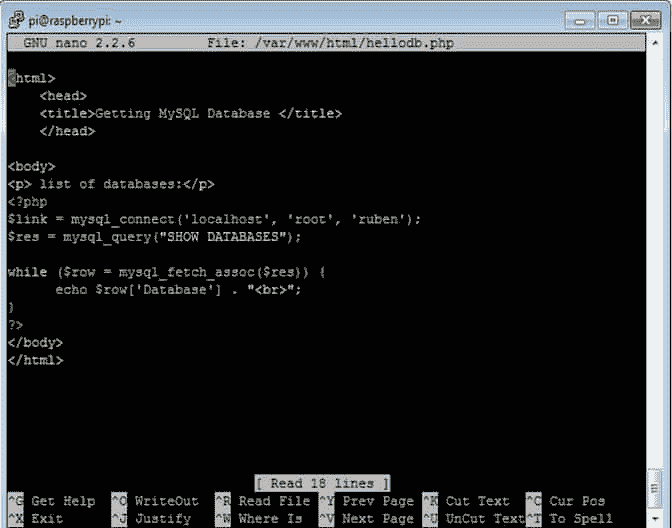 pi@raspberrypi: ~
GNU nano 2.2.6 File: /var/www/html/hellodb.php
<html>
<head>
<title>Getting MySQL Database </title>
</head>
<body>
<p> list of databases:</p>
<?php
$link = mysql_connect('localhost', 'root', 'ruben');
$res = mysql_query("SHOW DATABASES");
while ($row = mysql_fetch_assoc($res)) {
echo $row['Database'] . "<br>";
}
?>
</body>
</html>
[ Read 18 lines ]
^G Get Help ^O WriteOut ^R Read File ^Y Prev Page ^K Cut Text ^C Cur Pos
^X Exit ^J Justify ^W Where Is ^V Next Page ^U UnCut Text ^T To Spell